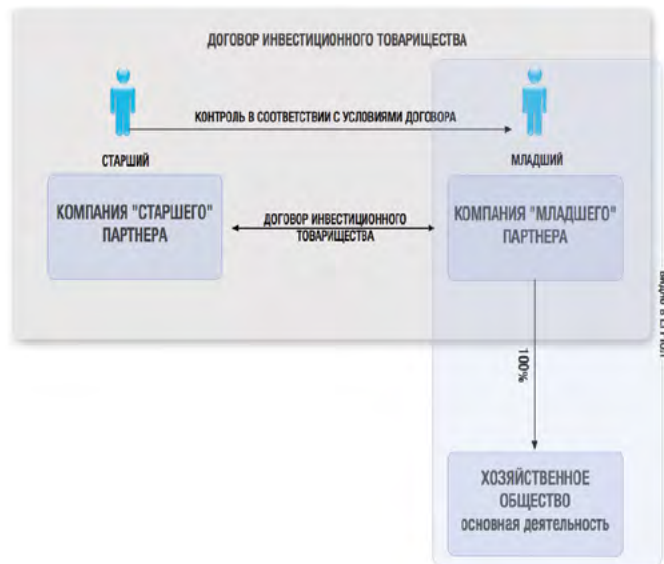 ДОГОВОР ИНВЕСТИЦИОННОГО ТОВАРИЩЕСТВА
КОНТРОЛЬ В СООТВЕТСТВИИ С УСЛОВИЯМИ ДОГОВОРА
СТАРШИЙ
МЛАДШИЙ
КОМПАНИЯ "СТАРШЕГО"
ПАРТНЕРА
ДОГОВОР ИНВЕСТИЦИОННОГО
ТОВАРИЩЕСТВА
КОМПАНИЯ "МЛАДШЕГО"
ПАРТНЕРА
100%
ХОЗЯЙСТВЕННОЕ
ОБЩЕСТВО
основная деятельность